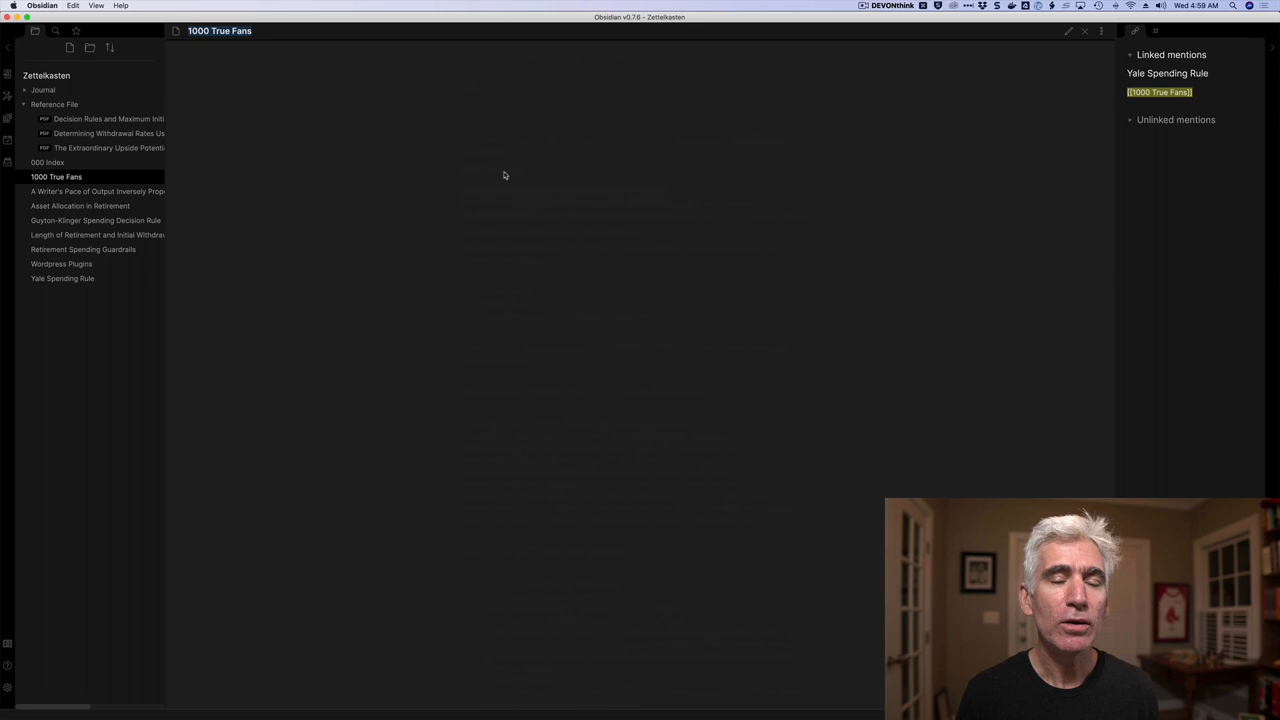 Obsidian Edit View Help
DEVONthink
Wed 4:59 AM
Obsidian v0.7.6 - Zettelkasten
1000 True Fans
Zettelkasten
Journal
Reference File
PDF Decision Rules and Maximum Initi
PDF Determining Withdrawal Rates Us
PDF The Extraordinary Upside Potenti
000 Index
1000 True Fans
A Writer's Pace of Output Inversely Prop
Asset Allocation in Retirement
Guyton-Klinger Spending Decision Rule
Length of Retirement and Initial Withdra
Retirement Spending Guardrails
Wordpress Plugins
Yale Spending Rule
Linked mentions
Yale Spending Rule
[[1000 True Fans]]
Unlinked mentions